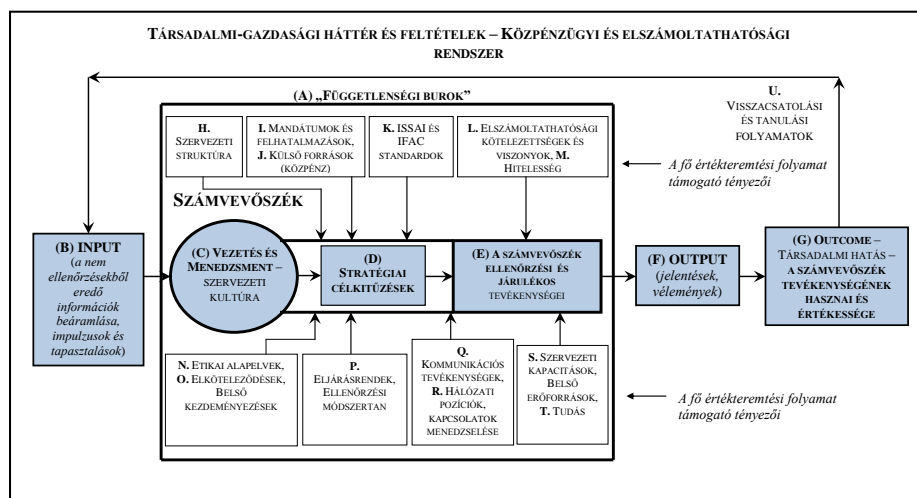 TÁRSADALMI-GAZDASÁGI HÁTTÉR ÉS FELTÉTELEK – KÖZPÉNZÜGYI ÉS ELSZÁMOLTATHATÓSÁGI
RENDSZER
(A) „FÜGGETLENSÉGI BUROK”
U.
VISSZACSATOLÁSI
ÉS TANULÁSI
FOLYAMATOK
H.
SZERVEZETI
STRUKTÚRA
I. MANDÁTUMOK ÉS
FELHATALMAZÁSOK,
J. KÜLSŐ FORRÁSOK
(KÖZPÉNZ)
K. ISSAI ÉS
IFAC
STANDARDOK
L. ELSZÁMOLTATHATÓSÁGI
KÖTELEZETTSÉGEK ÉS
VISZONYOK, M.
HITELESSÉG
A fő értékteremtési folyamat
támogató tényezői
SZÁMVEVŐSZÉK
(B) INPUT
(a nem
ellenőrzésekből
eredő
információk
beáramlása,
impulzusok és
tapasztalások)
(C) VEZETÉS ÉS
MENEDZSMENT –
SZERVEZETI
KULTÚRA
(D)
STRATÉGIAI
CÉLKITŰZÉSEK
(E) A SZÁMVEVŐSZÉK
ELLENŐRZÉSI ÉS
JÁRULÉKOS
TEVÉKENYSÉGEI
(F) OUTPUT
(jelentések,
vélemények)
(G) OUTCOME –
TÁRSADALMI HATÁS –
A SZÁMVEVŐSZÉK
TEVÉKENYSÉGÉNEK
HASZNAI ÉS
ÉRTÉKESSÉGE
N. ETIKAI ALAPELVEK,
O. ELKÖTELEZŐDÉSEK,
BELSŐ
KEZDEMÉNYEZÉSEK
P.
ELJÁRÁSRENDEK,
ELLENŐRZÉSI
MÓDSZERTAN
Q.
KOMMUNIKÁCIÓS
TEVÉKENYSÉGEK,
R. HÁLÓZATI
POZÍCIÓK,
KAPCSOLATOK
MENEDZSELÉSE
S. SZERVEZETI
KAPACITÁSOK,
BELSŐ
ERŐFORRÁSOK,
T. TUDÁS
A fő értékteremtési folyamat
támogató tényezői